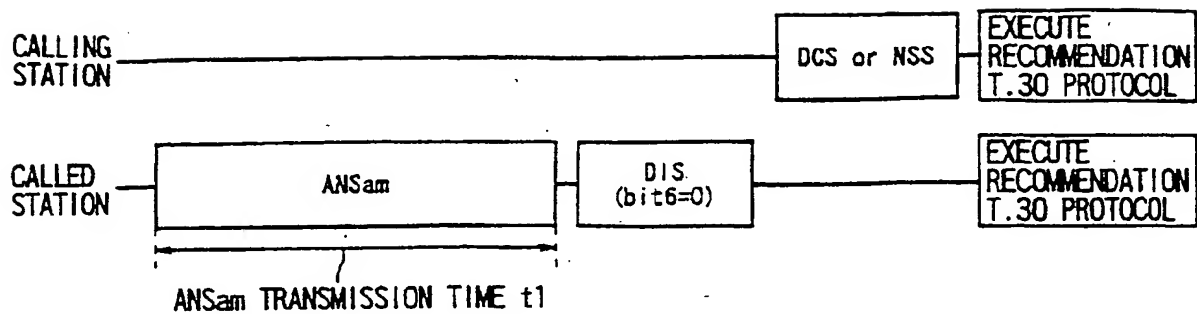 CALLING
STATION
DCS or NSS
EXECUTE
RECOMMENDATION
T.30 PROTOCOL
CALLED
STATION
ANSam
DIS
(bit6=0)
EXECUTE
RECOMMENDATION
T.30 PROTOCOL
ANSam TRANSMISSION TIME t1